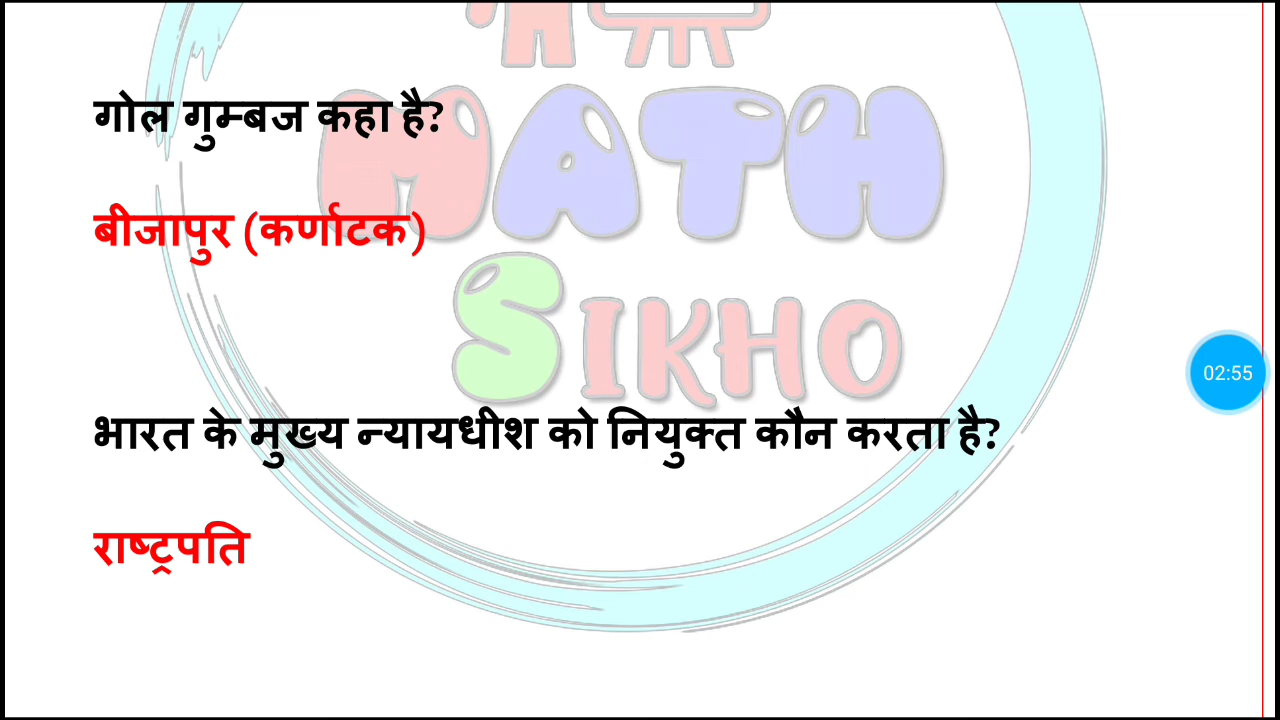 गोल गुम्बज कहा है?
MATH
बीजापुर (कर्णाटक)
SIKHO
02:55
भारत के मुख्य न्यायधीश को नियुक्त कौन करता है?
राष्ट्रपति